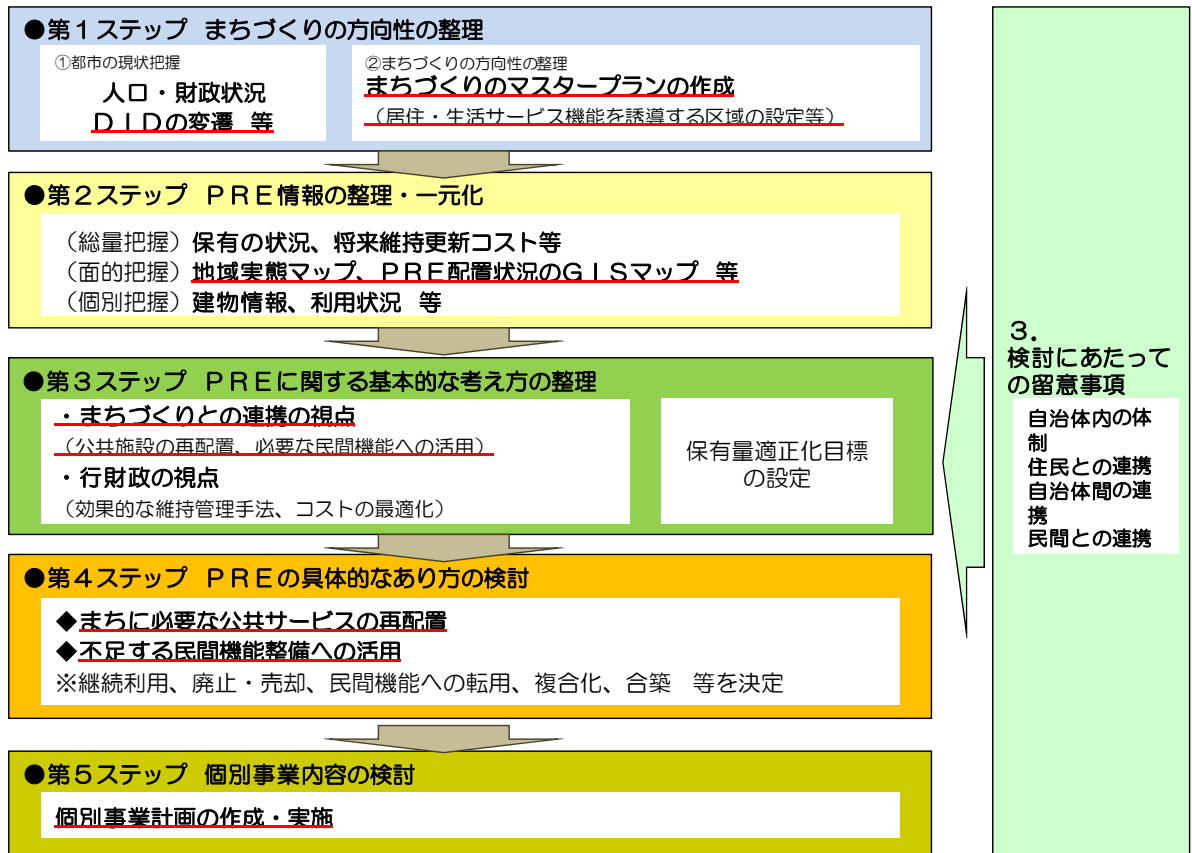 ●第1ステップ まちづくりの方向性の整理
①都市の現状把握
人口・財政状況
DIDの変遷 等
②まちづくりの方向性の整理
まちづくりのマスタープランの作成
（居住・生活サービス機能を誘導する区域の設定等）
●第2ステップ PRE情報の整理・一元化
（総量把握）保有の状況、将来維持更新コスト等
（面的把握）地域実態マップ、PRE配置状況のGISマップ 等
（個別把握）建物情報、利用状況 等
●第3ステップ PREに関する基本的な考え方の整理
・まちづくりとの連携の視点
（公共施設の再配置、必要な民間機能への活用）
・行財政の視点
（効果的な維持管理手法、コストの最適化）
保有量適正化目標
の設定
●第4ステップ PREの具体的なあり方の検討
◆まちに必要な公共サービスの再配置
◆不足する民間機能整備への活用
※継続利用、廃止・売却、民間機能への転用、複合化、合築 等を決定
●第5ステップ 個別事業内容の検討
個別事業計画の作成・実施
3.
検討にあたって
の留意事項
自治体内の体
制
住民との連携
自治体間の連
携
民間との連携